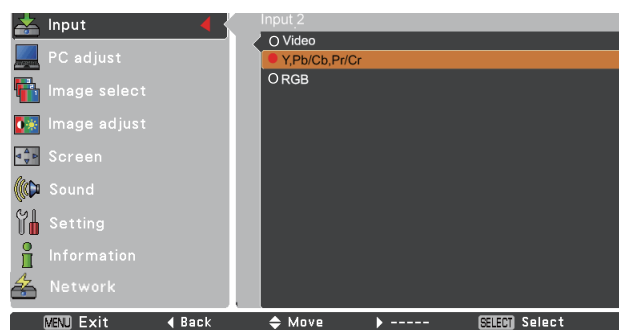 Input
PC adjust
Image select
Image adjust
Screen
Sound
Setting
Information
Network
Input 2
Video
Y,Pb/Cb,Pr/Cr
RGB
MENU Exit
Back
Move
-----
SELECT Select